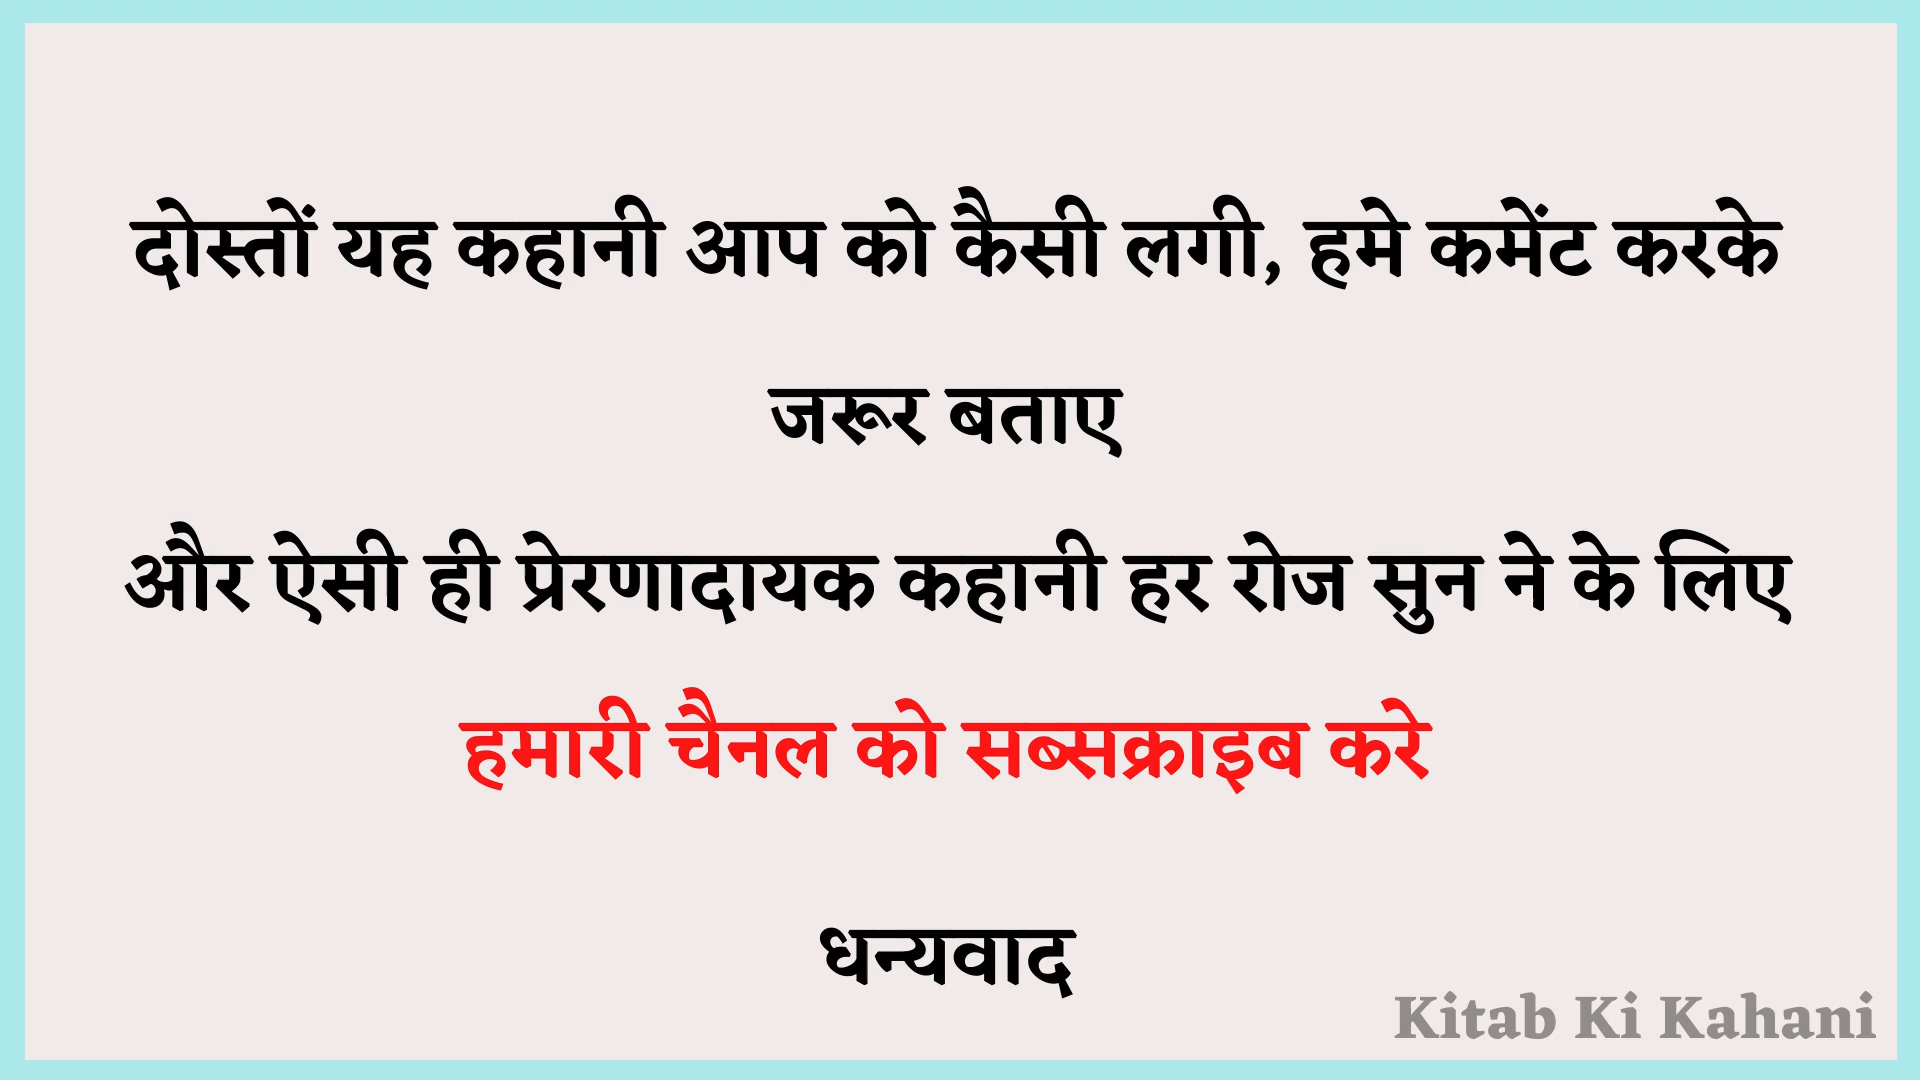 दोस्तों यह कहानी आप को कैसी लगी, हमे कमेंट करके
जरूर बताए
और ऐसी ही प्रेरणादायक कहानी हर रोज सुन ने के लिए
हमारी चैनल को सब्सक्राइब करे
धन्यवाद
Kitab Ki Kahani